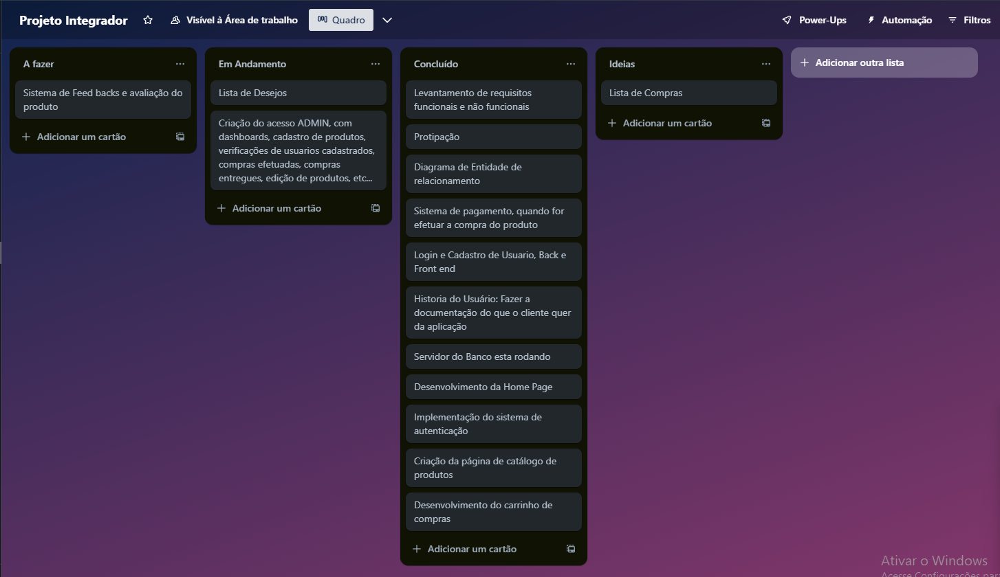 Projeto Integrador
Visível à Área de trabalho
Quadro
Power-Ups
Automação
Filtros
A fazer
Sistema de Feed backs e avaliação do
produto
Adicionar um cartão
Em Andamento
Lista de Desejos
Criação do acesso ADMIN, com
dashboards, cadastro de produtos,
verificações de usuarios cadastrados,
compras efetuadas, compras
entregues, edição de produtos, etc...
Adicionar um cartão
Concluído
Levantamento de requisitos
funcionais e não funcionais
Protipação
Diagrama de Entidade de
relacionamento
Sistema de pagamento, quando for
efetuar a compra do produto
Login e Cadastro de Usuario, Back e
Front end
Historia do Usuário: Fazer a
documentação do que o cliente quer
da aplicação
Servidor do Banco esta rodando
Desenvolvimento da Home Page
Implementação do sistema de
autenticação
Criação da página de catálogo de
produtos
Desenvolvimento do carrinho de
compras
Adicionar um cartão
Ideias
Lista de Compras
Adicionar um cartão
Adicionar outra lista
Ativar o Windows
Acesse Configurações par